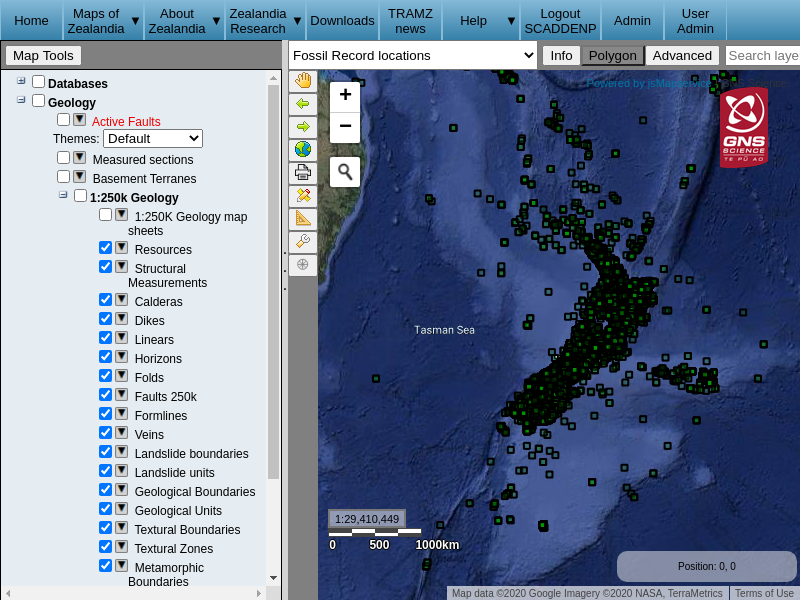 Home
Maps of
Zealandia ▼
About
Zealandia ▼
Zealandia
Research ▼
Downloads
TRAMZ
news
Help ▼
Logout
SCADDENP
Admin
User
Admin
Map Tools
Fossil Record locations
Info
Polygon
Advanced
Search laye
Databases
Geology
Active Faults
Themes: Default
Measured sections
Basement Terranes
1:250k Geology
1:250K Geology map
sheets
Resources
Structural
Measurements
Calderas
Dikes
Linears
Horizons
Folds
Faults 250k
Formlines
Veins
Landslide boundaries
Landslide units
Geological Boundaries
Geological Units
Textural Boundaries
Textural Zones
Metamorphic
Boundaries
+
−
Powered by jsMapservice
GNS
SCIENCE
TE PŪ AO
Tasman Sea
1:29,410,449
0 500 1000km
Position: 0, 0
Map data ©2020 Google Imagery ©2020 NASA, TerraMetrics
Terms of Use